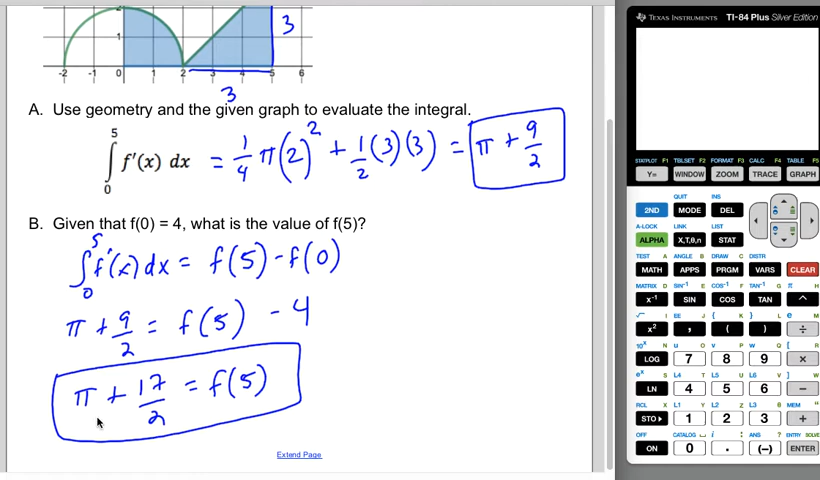 3
2
1
-2 -1 0 1 2 3 4 5 6
3
A. Use geometry and the given graph to evaluate the integral.
∫₀⁵ f'(x) dx = 1/4 π(2)² + 1/2 (3)(3) = π + 9/2
B. Given that f(0) = 4, what is the value of f(5)?
∫₀⁵ f'(x) dx = f(5) - f(0)
π + 9/2 = f(5) - 4
π + 17/2 = f(5)
Extend Page
TEXAS INSTRUMENTS TI-84 Plus Silver Edition
STATPLOT F1 TBLSET F2 FORMAT F3 CALC F4 TABLE F5
Y= WINDOW ZOOM TRACE GRAPH
QUIT INS
2ND MODE DEL
A-LOCK LINK LIST
ALPHA X,T,θ,n STAT
TEST A ANGLE B DRAW C DISTR
MATH APPS PRGM VARS CLEAR
MATRIX D SIN⁻¹ E COS⁻¹ F TAN⁻¹ G π H
x⁻¹ SIN COS TAN ^
√ I EE J { K } L e M
x² , ( ) ÷
10ˣ N u O v P w Q [ R
LOG 7 8 9 ×
eˣ S L4 T L5 U L6 V ] W
LN 4 5 6 −
RCL X L1 Y L2 Z L3 θ MEM "
STO▶ 1 2 3 +
OFF CATALOG i : ANS ? ENTRY SOLVE
ON 0 . (−) ENTER